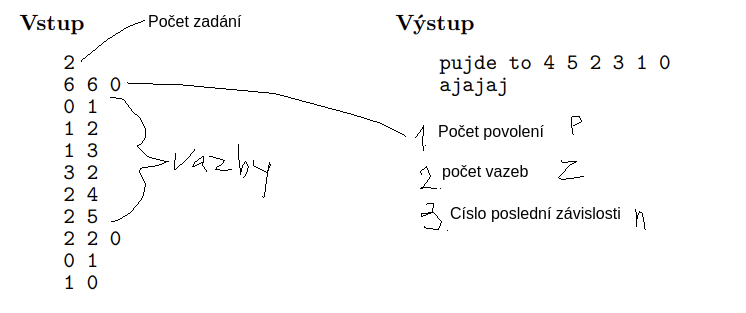 Vstup
Počet zadání
Výstup
2
pujde to 4 5 2 3 1 0
6 6 0
ajajaj
0 1
1 2
1. Počet povolení P
1 3
vazby
3 2
2. počet vazeb Z
2 4
2 5
3. Císlo poslední závislosti n
2 2 0
0 1
1 0